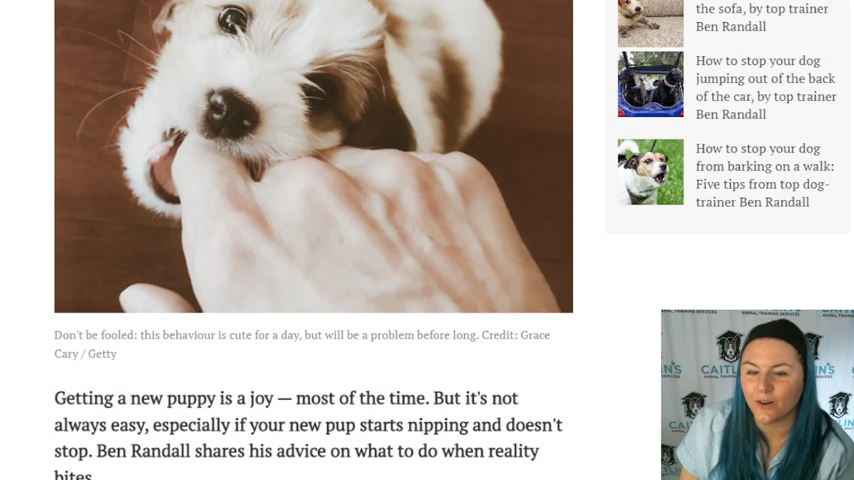 the sofa, by top trainer
Ben Randall
How to stop your dog
jumping out of the back
of the car, by top trainer
Ben Randall
How to stop your dog
from barking on a walk:
Five tips from top dog-
trainer Ben Randall
Don't be fooled: this behaviour is cute for a day, but will be a problem before long. Credit: Grace
Cary / Getty
Getting a new puppy is a joy — most of the time. But it's not
always easy, especially if your new pup starts nipping and doesn't
stop. Ben Randall shares his advice on what to do when reality
bites.
CAITLIN'S